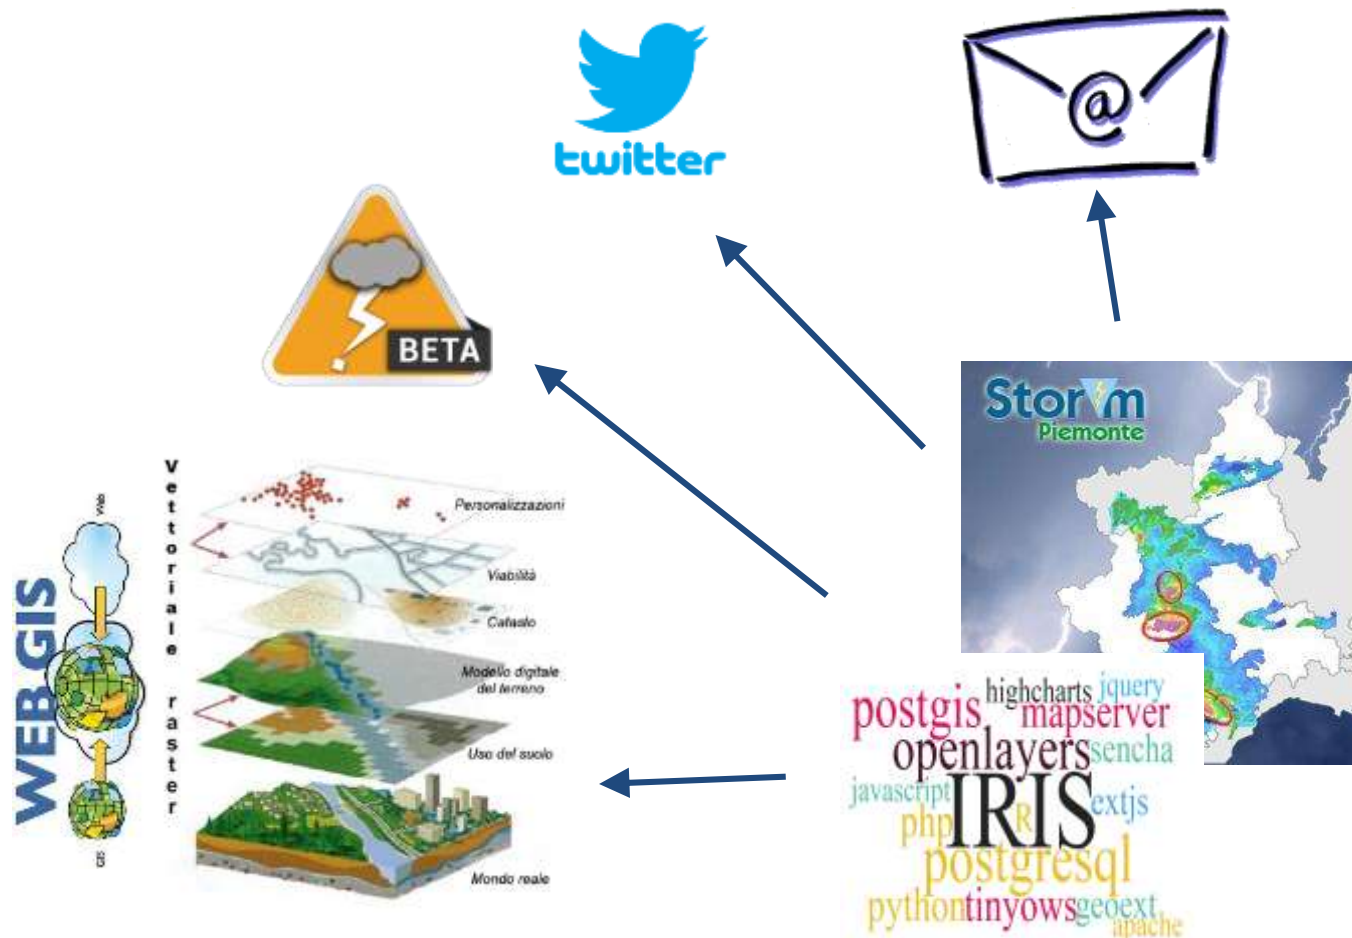 twitter
@
BETA
Storm
Piemonte
WEB GIS
Web
GIS
Vettoriale raster
Personalizzazioni
Viabilità
Catasto
Modello digitale
del terreno
Uso del suolo
Mondo reale
highcharts jquery
postgis mapserver
openlayers sencha
javascript IRIS extjs
php R
postgresql
python tinyows geoext
apache